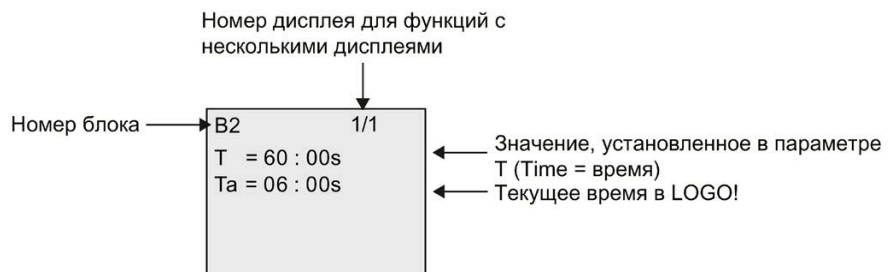 Номер дисплея для функций с
несколькими дисплеями
Номер блока
B2 1/1
T = 60 : 00s
Ta = 06 : 00s
Значение, установленное в параметре
T (Time = время)
Текущее время в LOGO!